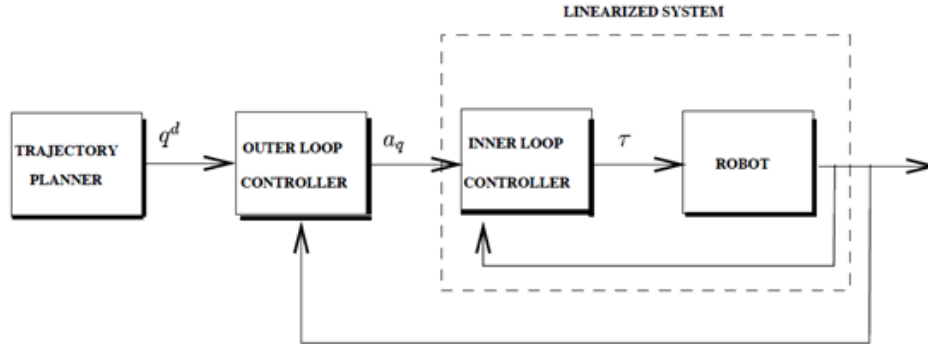 LINEARIZED SYSTEM
TRAJECTORY
PLANNER
q^d
OUTER LOOP
CONTROLLER
a_q
INNER LOOP
CONTROLLER
τ
ROBOT